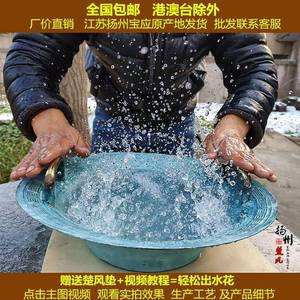 全国包邮 港澳台除外
厂价直销 江苏扬州宝应原产地发货 批发联系客服
扬州
楚风
赠送楚风垫+视频教程=轻松出水花
点击主图视频 观看实拍效果 生产工艺 及产品细节